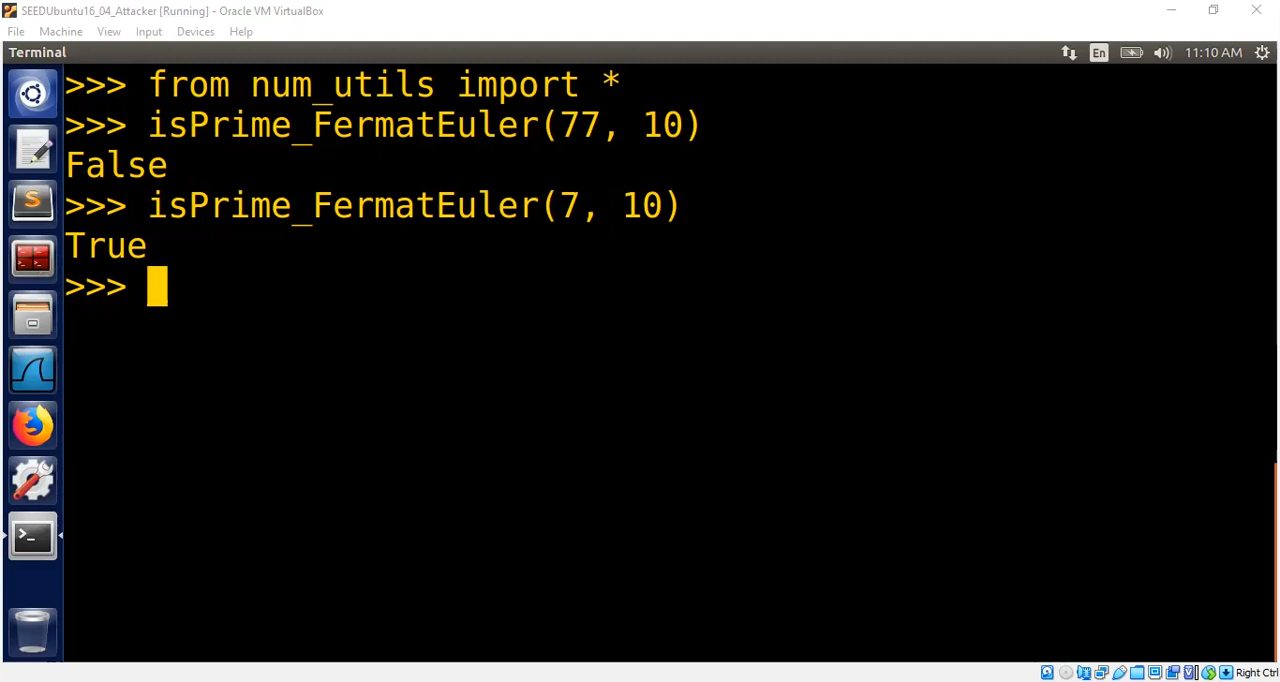 SEEDUbuntu16_04_Attacker [Running] - Oracle VM VirtualBox
File Machine View Input Devices Help
Terminal En 11:10 AM
>>> from num_utils import *
>>> isPrime_FermatEuler(77, 10)
False
>>> isPrime_FermatEuler(7, 10)
True
>>>
Right Ctrl